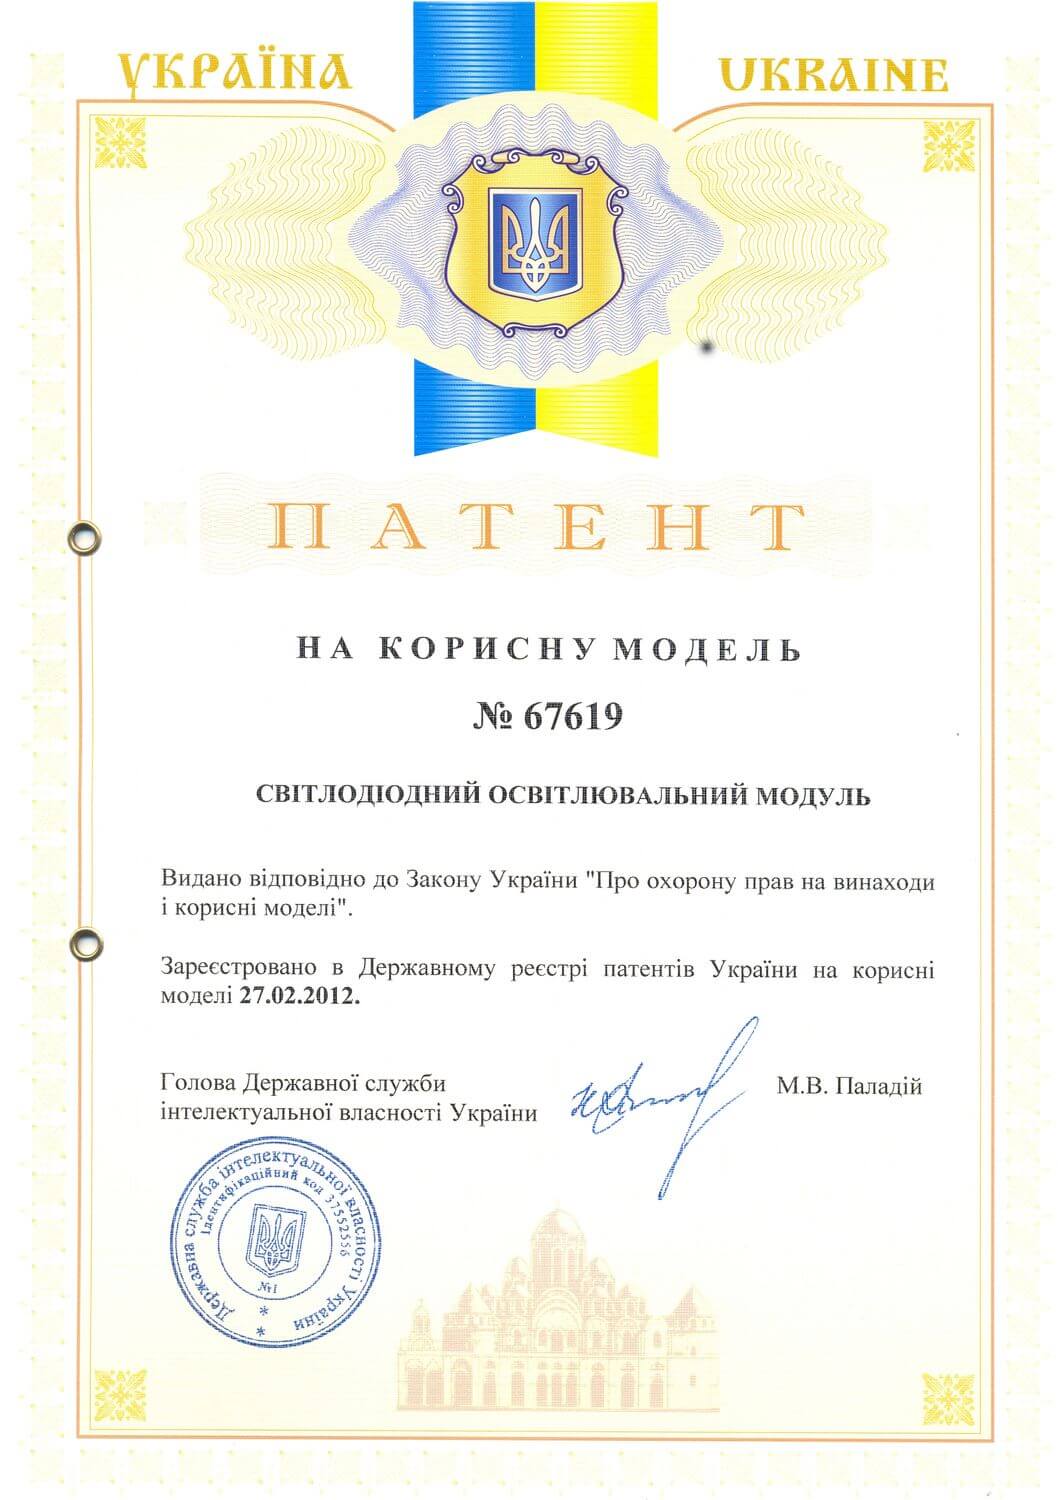 УКРАЇНА
UKRAINE
ПАТЕНТ
НА КОРИСНУ МОДЕЛЬ
№ 67619
СВІТЛОДІОДНИЙ ОСВІТЛЮВАЛЬНИЙ МОДУЛЬ
Видано відповідно до Закону України "Про охорону прав на винаходи
і корисні моделі".
Зареєстровано в Державному реєстрі патентів України на корисні
моделі 27.02.2012.
Голова Державної служби
інтелектуальної власності України
М.В. Паладій
Державна служба інтелектуальної власності України
Ідентифікаційний код 37552556
№1